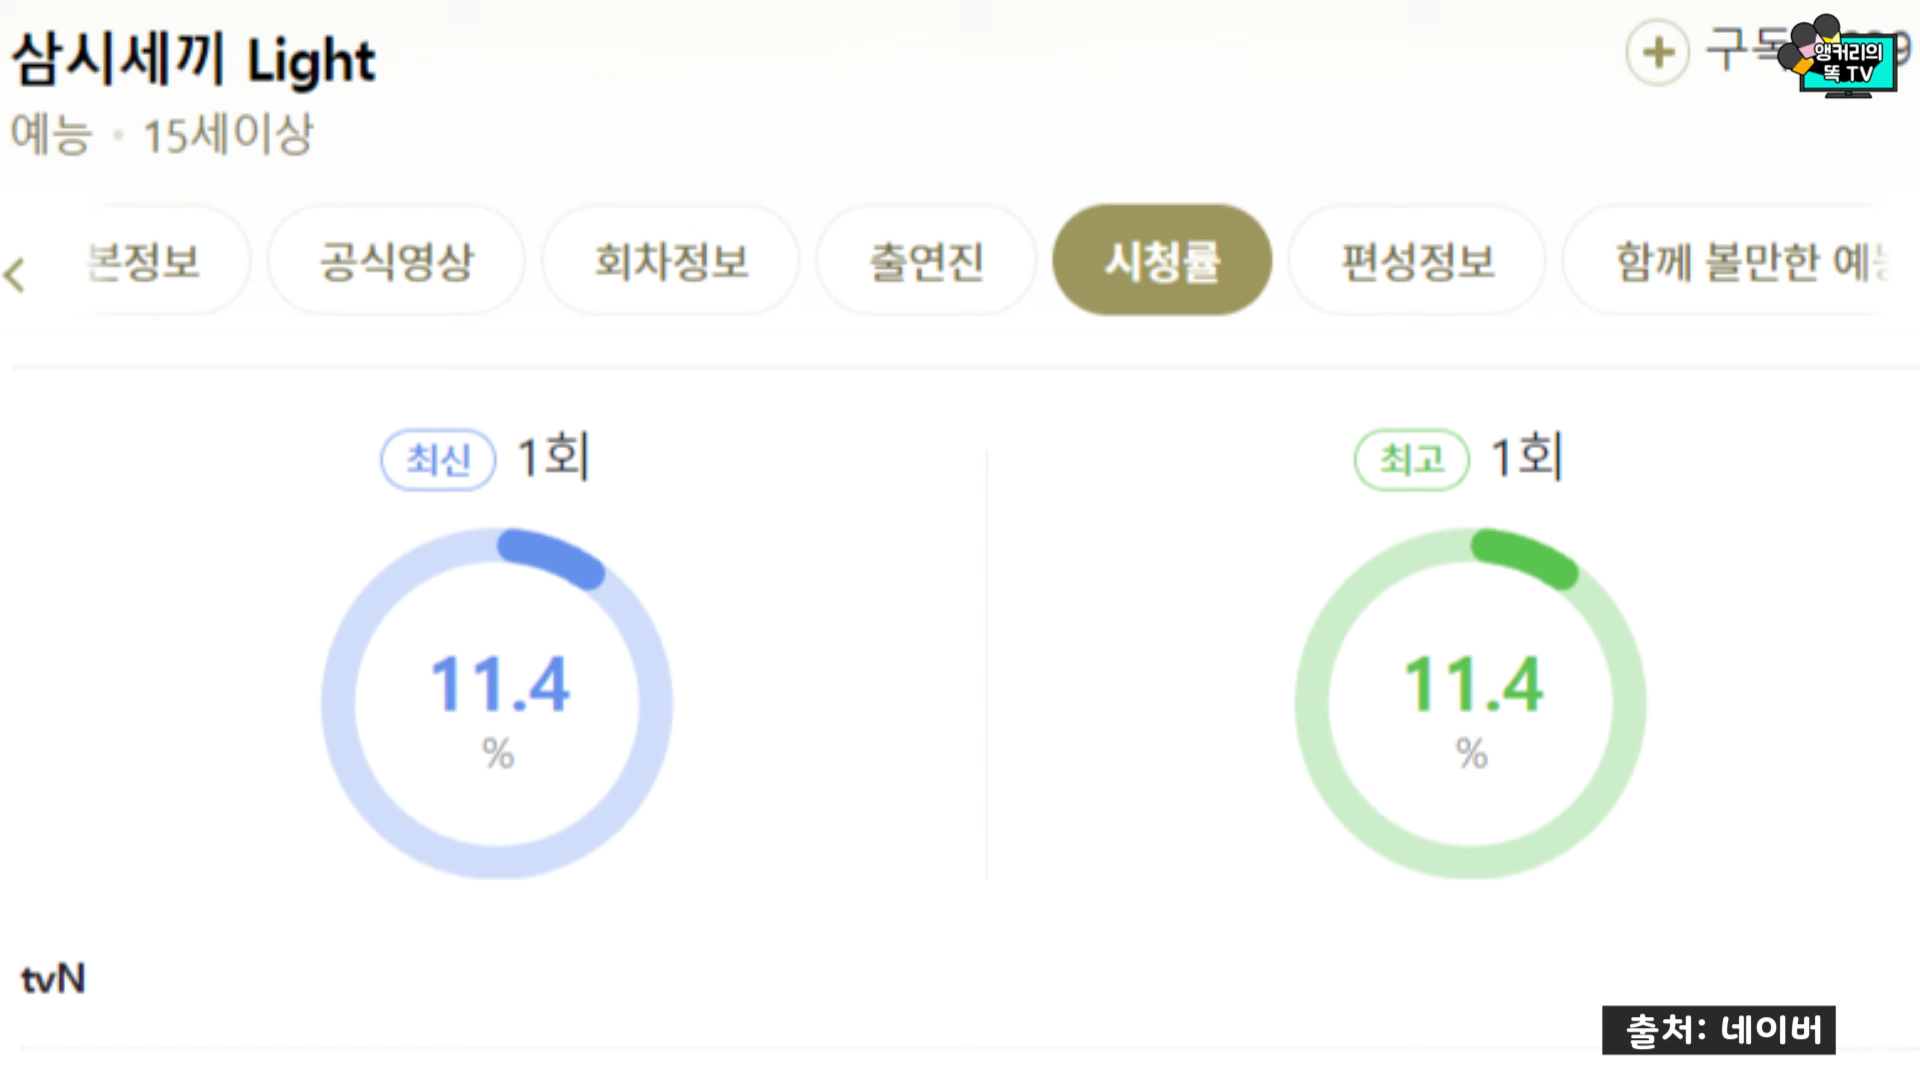 삼시세끼 Light
구독
앵커리의
똑 TV
예능 · 15세이상
본정보
공식영상
회차정보
출연진
시청률
편성정보
함께 볼만한 예능
최신 1회
최고 1회
11.4
%
11.4
%
tvN
출처: 네이버